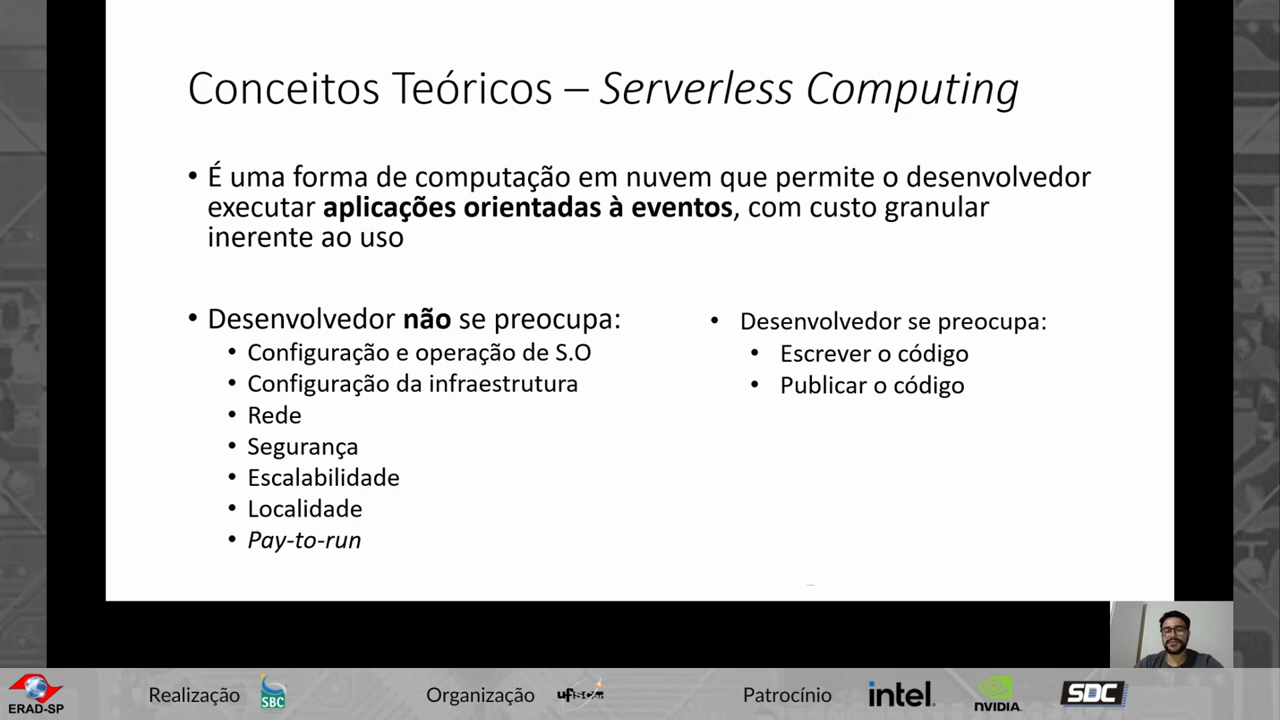 Conceitos Teóricos – Serverless Computing
• É uma forma de computação em nuvem que permite o desenvolvedor
executar aplicações orientadas à eventos, com custo granular
inerente ao uso
• Desenvolvedor não se preocupa:
• Configuração e operação de S.O
• Configuração da infraestrutura
• Rede
• Segurança
• Escalabilidade
• Localidade
• Pay-to-run
• Desenvolvedor se preocupa:
• Escrever o código
• Publicar o código
ERAD-SP
Realização
SBC
Organização
ufscar
Patrocínio
intel.
NVIDIA.
SDC